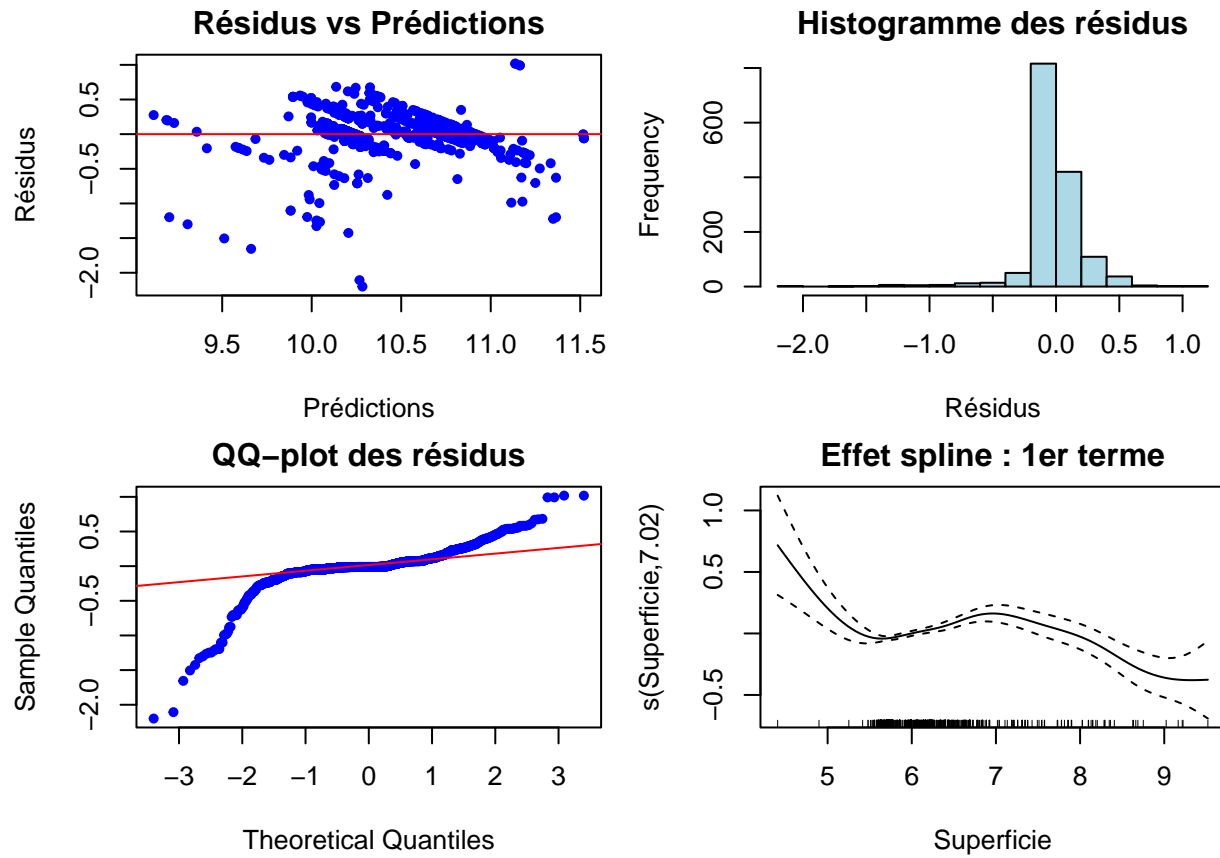 Résidus vs Prédictions
Résidus
0.5
−0.5
−2.0
9.5 10.0 10.5 11.0 11.5
Prédictions
Histogramme des résidus
Frequency
600
200
0
−2.0 −1.0 0.0 1.0
Résidus
QQ−plot des résidus
Sample Quantiles
0.5
−0.5
−2.0
−3 −2 −1 0 1 2 3
Theoretical Quantiles
Effet spline : 1er terme
s(Superficie,7.02)
1.0
0.5
−0.5
5 6 7 8 9
Superficie